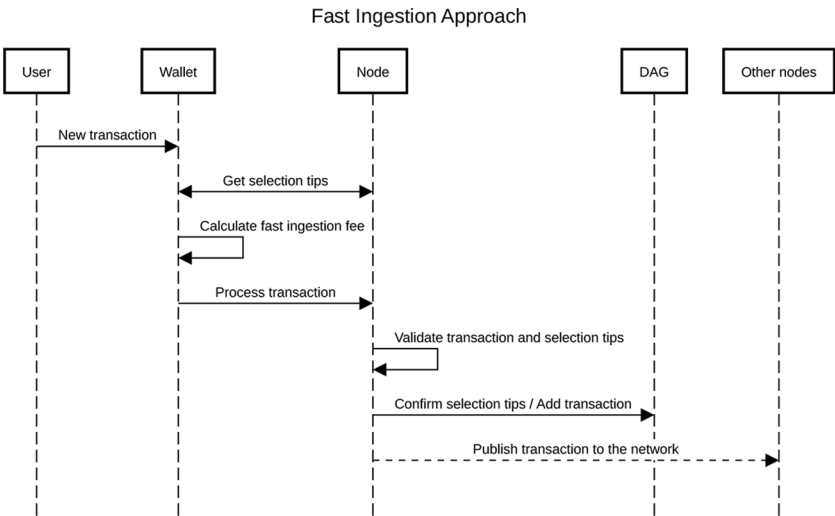 Fast Ingestion Approach
User
Wallet
Node
DAG
Other nodes
New transaction
Get selection tips
Calculate fast ingestion fee
Process transaction
Validate transaction and selection tips
Confirm selection tips / Add transaction
Publish transaction to the network